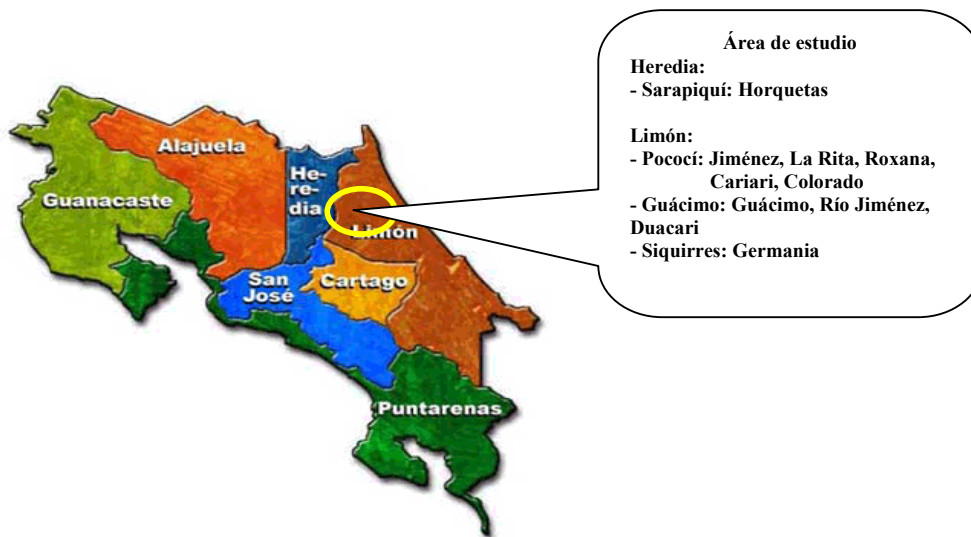 Área de estudio
Heredia:
- Sarapiquí: Horquetas
Limón:
- Pococí: Jiménez, La Rita, Roxana,
Cariari, Colorado
- Guácimo: Guácimo, Río Jiménez,
Duacari
- Siquirres: Germania
Alajuela
Guanacaste
He-
re-
dia
Limón
San
José
Cartago
Puntarenas